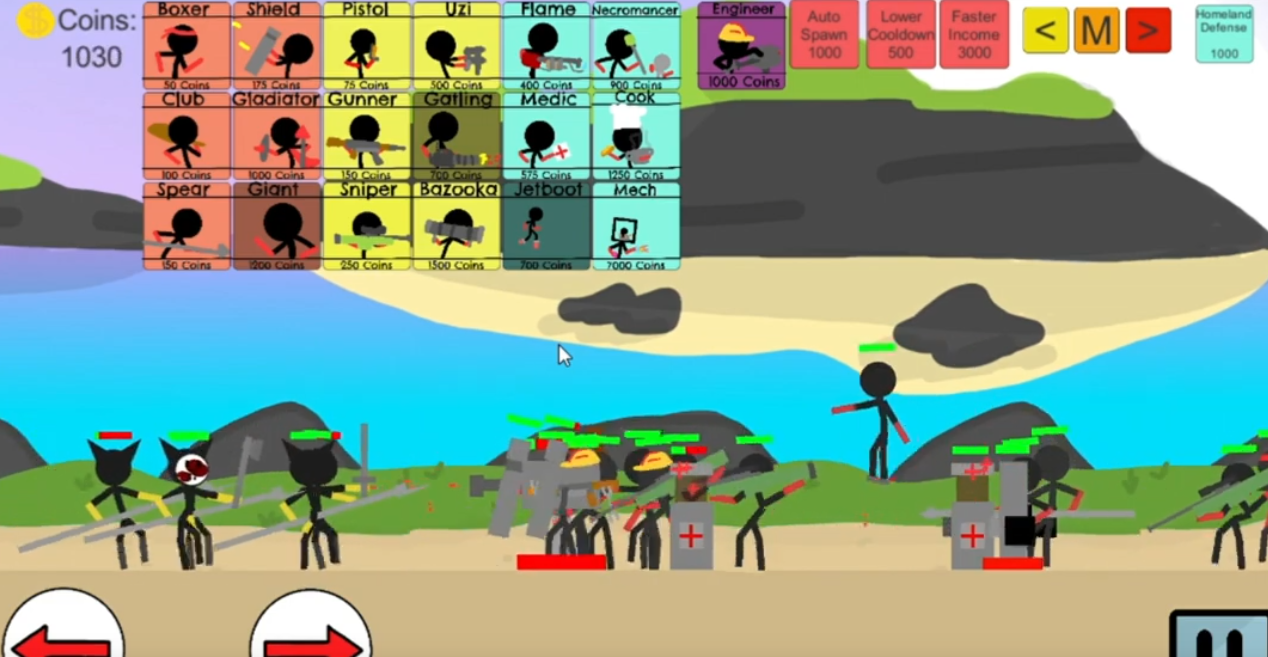 Coins:
1030
Boxer
50 Coins
Shield
175 Coins
Pistol
75 Coins
Uzi
500 Coins
Flame
400 Coins
Necromancer
900 Coins
Engineer
1000 Coins
Auto
Spawn
1000
Lower
Cooldown
500
Faster
Income
3000
<
M
>
Homeland
Defense
1000
Club
100 Coins
Gladiator
1000 Coins
Gunner
150 Coins
Gatling
700 Coins
Medic
575 Coins
Cook
1250 Coins
Spear
150 Coins
Giant
1200 Coins
Sniper
250 Coins
Bazooka
1500 Coins
Jetboot
700 Coins
Mech
7000 Coins